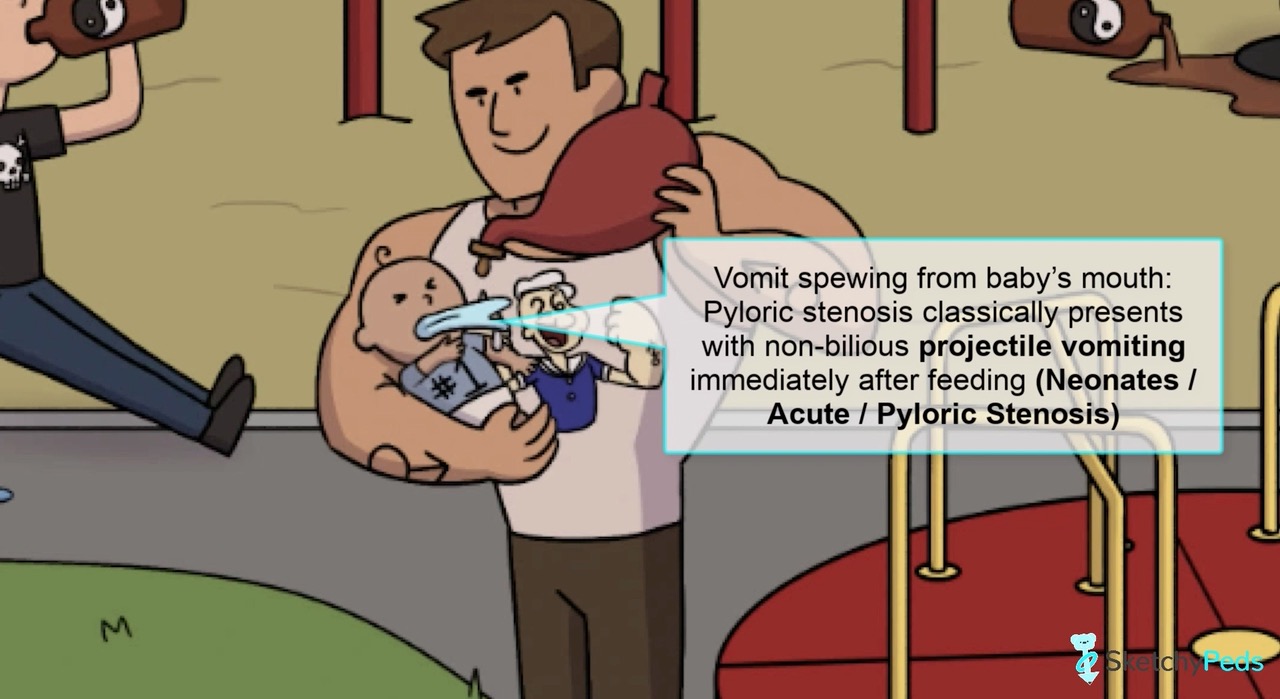 Vomit spewing from baby's mouth:
Pyloric stenosis classically presents
with non-bilious projectile vomiting
immediately after feeding (Neonates /
Acute / Pyloric Stenosis)
#1
SketchyPeds